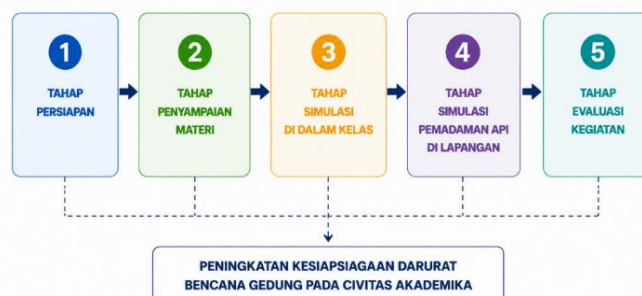 1
TAHAP
PERSIAPAN
2
TAHAP
PENYAMPAIAN
MATERI
3
TAHAP
SIMULASI
DI DALAM KELAS
4
TAHAP
SIMULASI
PEMADAMAN API
DI LAPANGAN
5
TAHAP
EVALUASI
KEGIATAN
PENINGKATAN KESIAPSIAGAAN DARURAT
BENCANA GEDUNG PADA CIVITAS AKADEMIKA